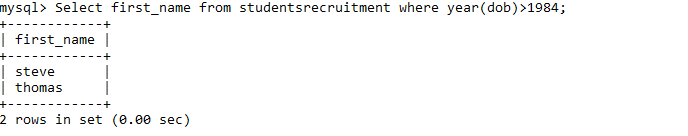 mysql> Select first_name from studentsrecruitment where year(dob)>1984;
+------------+
| first_name |
+------------+
| steve      |
| thomas     |
+------------+
2 rows in set (0.00 sec)